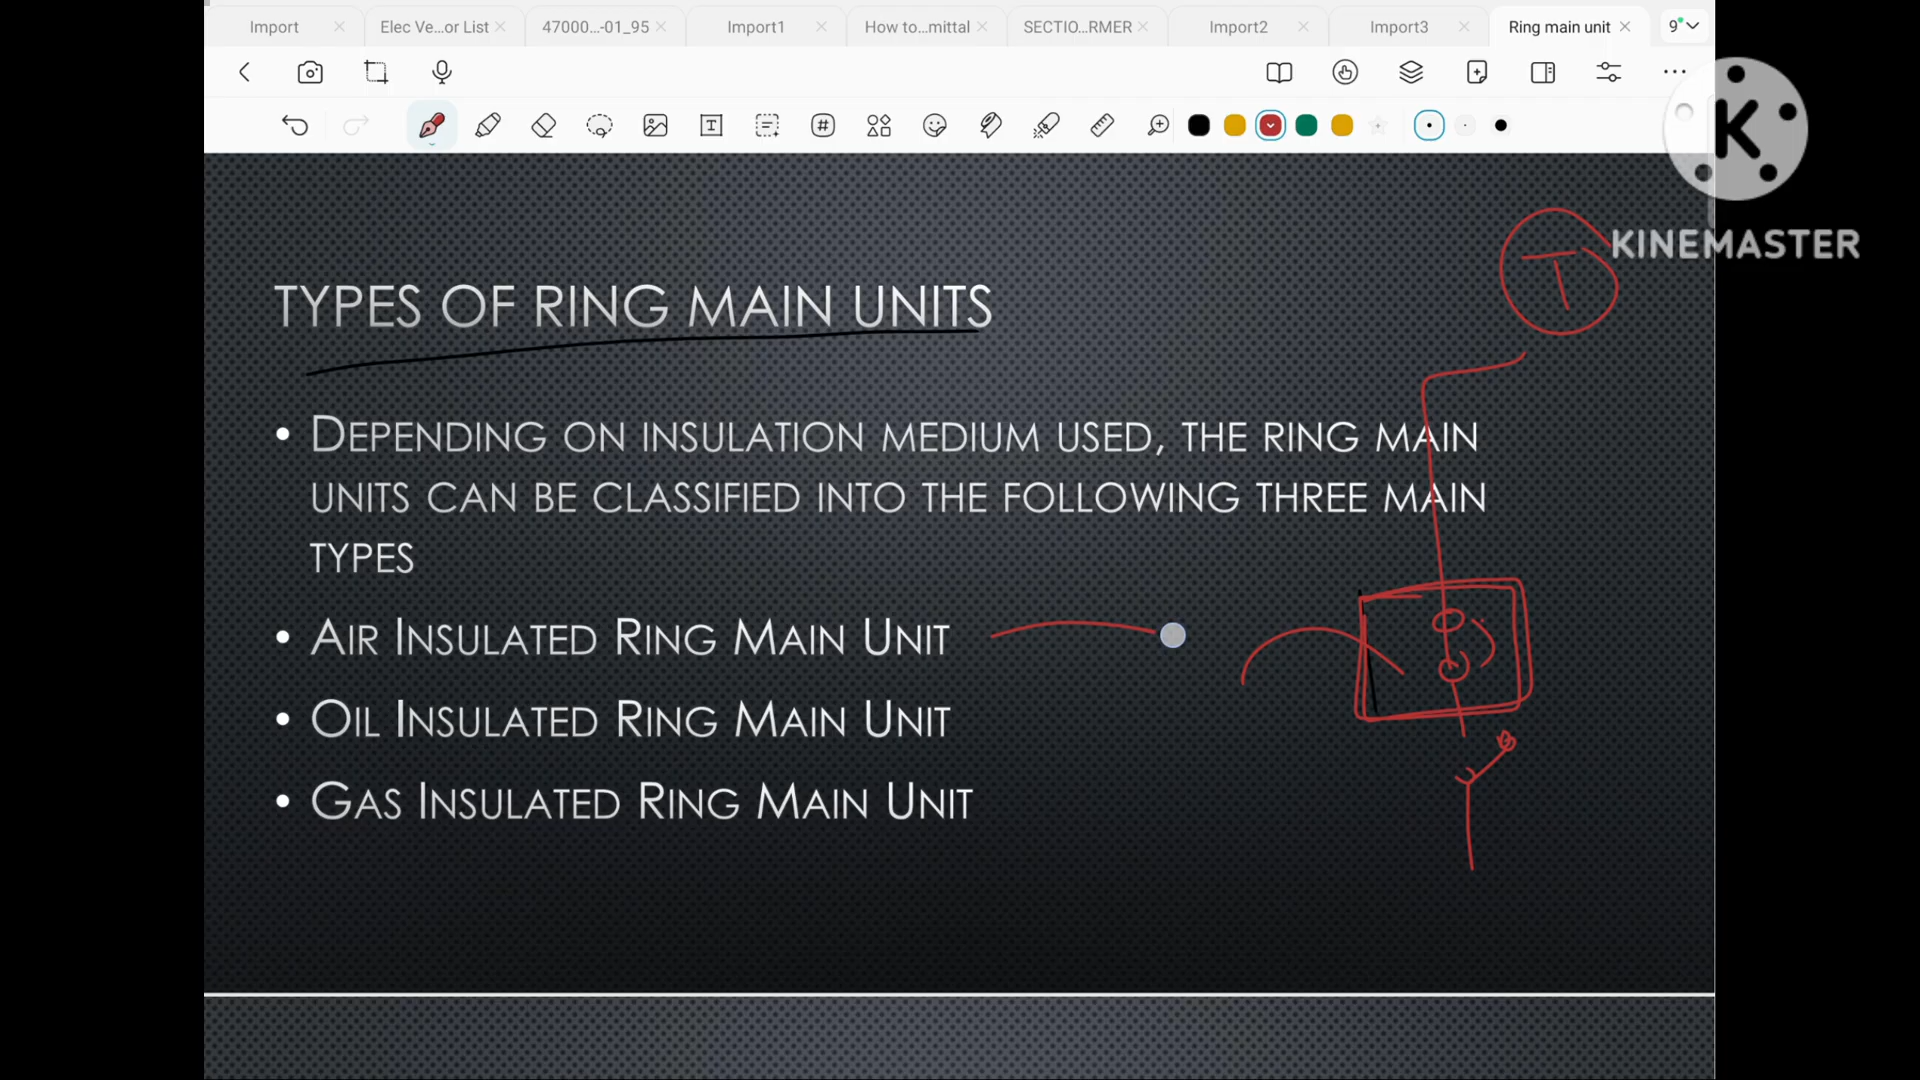 Import
Elec Ve...or List
47000...-01_95
Import1
How to...mittal
SECTIO...RMER
Import2
Import3
Ring main unit
9
K
KINEMASTER
T
TYPES OF RING MAIN UNITS
• DEPENDING ON INSULATION MEDIUM USED, THE RING MAIN
UNITS CAN BE CLASSIFIED INTO THE FOLLOWING THREE MAIN
TYPES
• AIR INSULATED RING MAIN UNIT
• OIL INSULATED RING MAIN UNIT
• GAS INSULATED RING MAIN UNIT